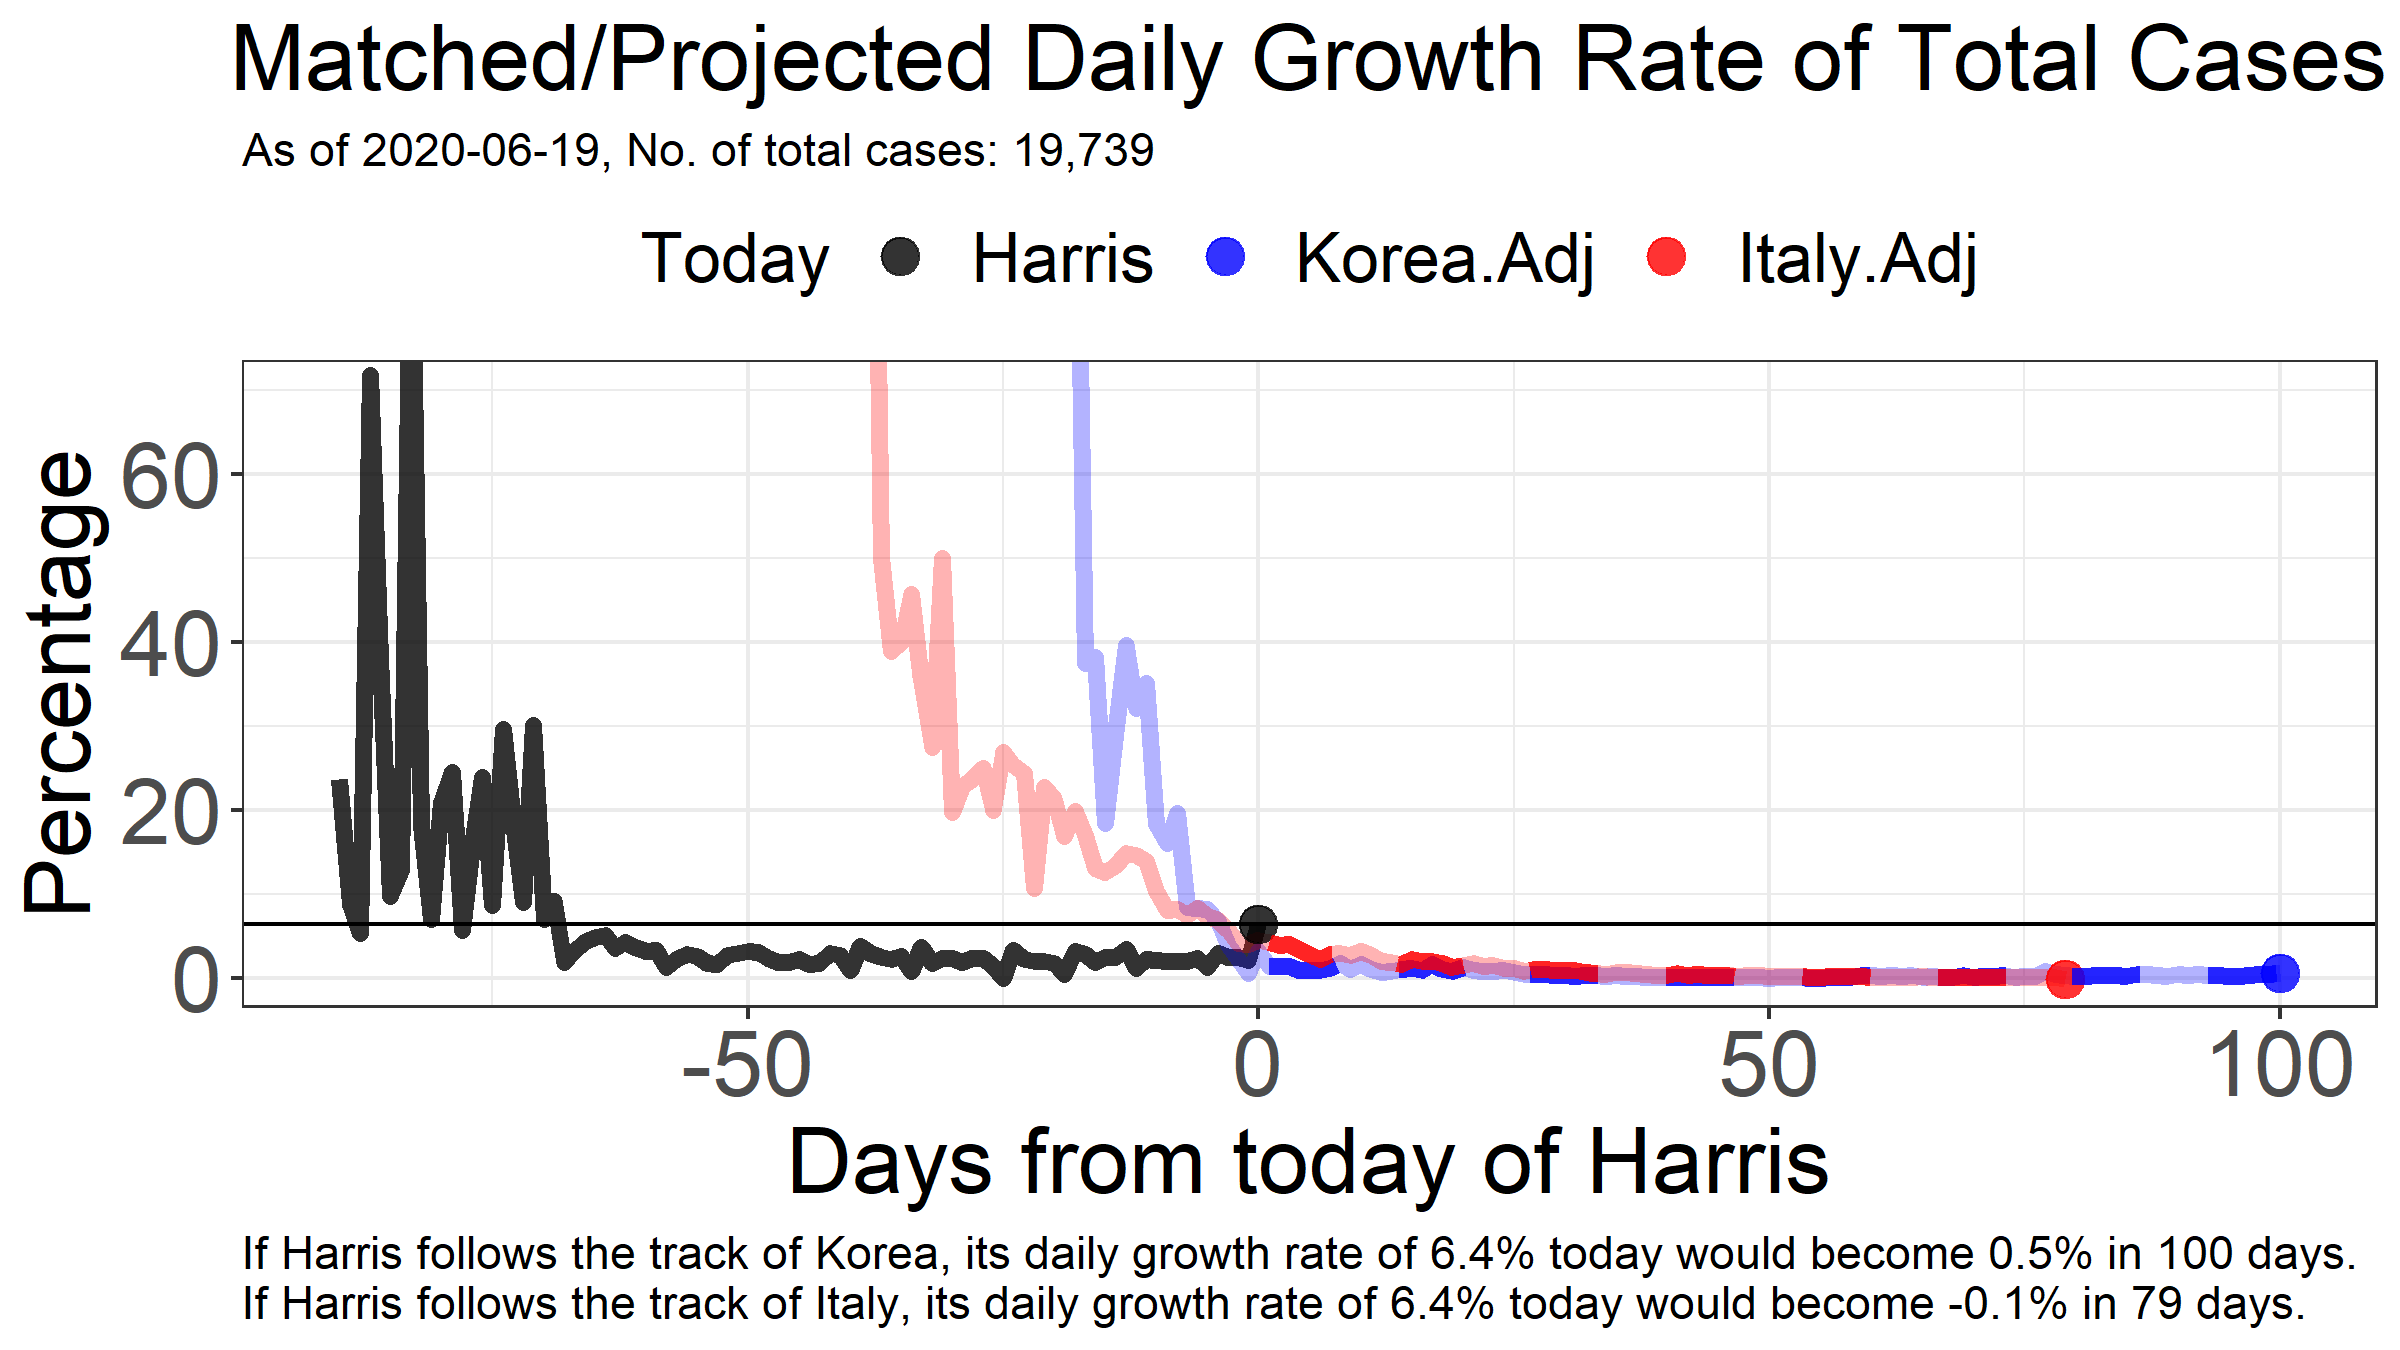 Matched/Projected Daily Growth Rate of Total Cases
As of 2020-06-19, No. of total cases: 19,739
Today Harris Korea.Adj Italy.Adj
Percentage
60
40
20
0
-50 0 50 100
Days from today of Harris
If Harris follows the track of Korea, its daily growth rate of 6.4% today would become 0.5% in 100 days.
If Harris follows the track of Italy, its daily growth rate of 6.4% today would become -0.1% in 79 days.